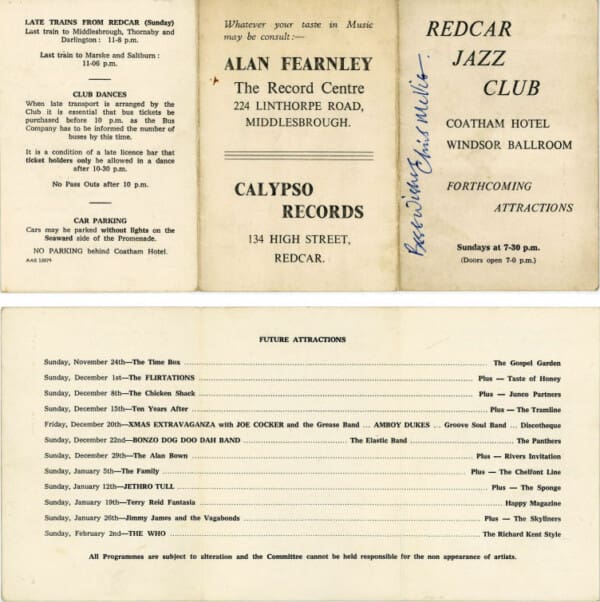 LATE TRAINS FROM REDCAR (Sunday)
Last train to Middlesbrough, Thornaby and
Darlington : 11-8 p.m.
Last train to Marske and Saltburn :
11-06 p.m.
CLUB DANCES
When late transport is arranged by the
Club it is essential that bus tickets be
purchased before 10 p.m. as the Bus
Company has to be informed the number of
buses by this time.
It is a condition of a late licence bar that
ticket holders only be allowed in a dance
after 10-30 p.m.
No Pass Outs after 10 p.m.
CAR PARKING
Cars may be parked without lights on the
Seaward side of the Promenade.
NO PARKING behind Coatham Hotel.
Whatever your taste in Music
may be consult:—
ALAN FEARNLEY
The Record Centre
224 LINTHORPE ROAD,
MIDDLESBROUGH.
CALYPSO
RECORDS
134 HIGH STREET,
REDCAR.
Best Wishes
Chris
REDCAR
JAZZ
CLUB
COATHAM HOTEL
WINDSOR BALLROOM
FORTHCOMING
ATTRACTIONS
Sundays at 7-30 p.m.
(Doors open 7-0 p.m.)
FUTURE ATTRACTIONS
Sunday, November 24th—The Time Box ... The Gospel Garden
Sunday, December 1st—The FLIRTATIONS ... Plus — Taste of Honey
Sunday, December 8th—The Chicken Shack ... Plus — Junco Partners
Sunday, December 15th—Ten Years After ... Plus — The Tramline
Friday, December 20th—XMAS EXTRAVAGANZA with JOE COCKER and the Grease Band ... AMBOY DUKES ... Groove Soul Band ... Discotheque
Sunday, December 22nd—BONZO DOG DOO DAH BAND ... The Elastic Band ... The Panthers
Sunday, December 29th—The Alan Bown ... Plus — Rivers Invitation
Sunday, January 5th—The Family ... Plus — The Chelfont Line
Sunday, January 12th—JETHRO TULL ... Plus — The Sponge
Sunday, January 19th—Terry Reid Fantasia ... Happy Magazine
Sunday, January 26th—Jimmy James and the Vagabonds ... Plus — The Skyliners
Sunday, February 2nd—THE WHO ... The Richard Kent Style
All Programmes are subject to alteration and the Committee cannot be held responsible for the non appearance of artists.